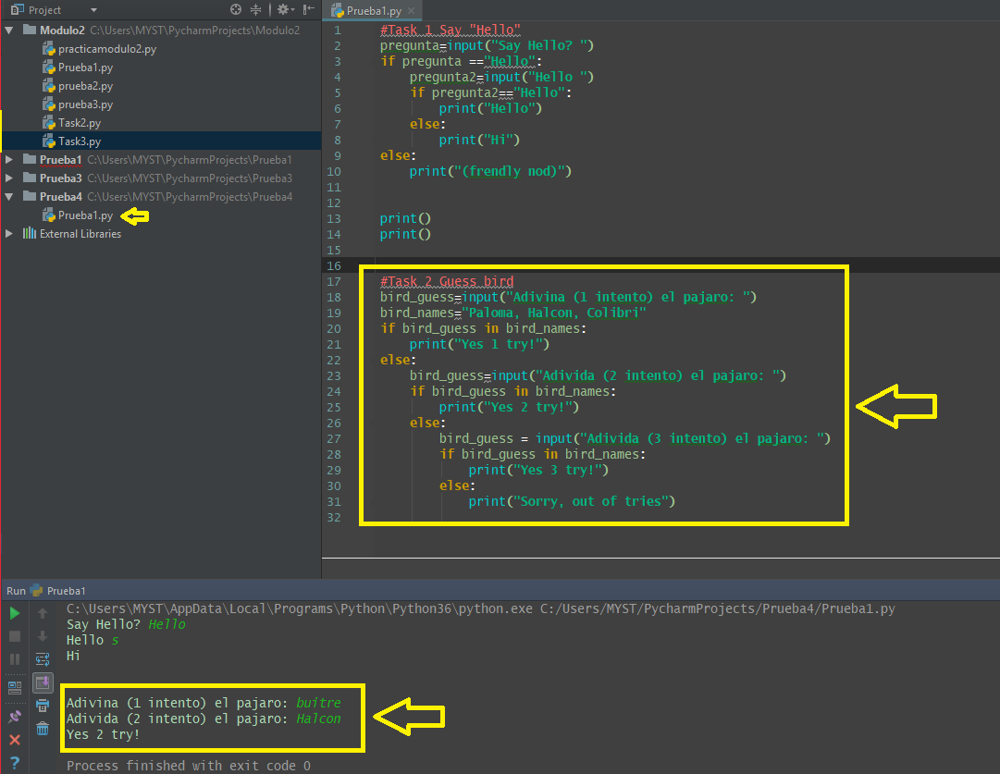 Project
Modulo2 C:\Users\MYST\PycharmProjects\Modulo2
practicamodulo2.py
Prueba1.py
prueba2.py
prueba3.py
Task2.py
Task3.py
Prueba1 C:\Users\MYST\PycharmProjects\Prueba1
Prueba3 C:\Users\MYST\PycharmProjects\Prueba3
Prueba4 C:\Users\MYST\PycharmProjects\Prueba4
Prueba1.py
External Libraries
Prueba1.py
1 #Task 1 Say "Hello"
2 pregunta=input("Say Hello? ")
3 if pregunta =="Hello":
4 pregunta2=input("Hello ")
5 if pregunta2=="Hello":
6 print("Hello")
7 else:
8 print("Hi")
9 else:
10 print("(frendly nod)")
11
12
13 print()
14 print()
15
16
17 #Task 2 Guess bird
18 bird_guess=input("Adivina (1 intento) el pajaro: ")
19 bird_names="Paloma, Halcon, Colibri"
20 if bird_guess in bird_names:
21 print("Yes 1 try!")
22 else:
23 bird_guess=input("Advida (2 intento) el pajaro: ")
24 if bird_guess in bird_names:
25 print("Yes 2 try!")
26 else:
27 bird_guess = input("Adivida (3 intento) el pajaro: ")
28 if bird_guess in bird_names:
29 print("Yes 3 try!")
30 else:
31 print("Sorry, out of tries")
32
Run Prueba1
C:\Users\MYST\AppData\Local\Programs\Python\Python36\python.exe C:/Users/MYST/PycharmProjects/Prueba4/Prueba1.py
Say Hello? Hello
Hello s
Hi
Adivina (1 intento) el pajaro: buitre
Adivida (2 intento) el pajaro: Halcon
Yes 2 try!
Process finished with exit code 0